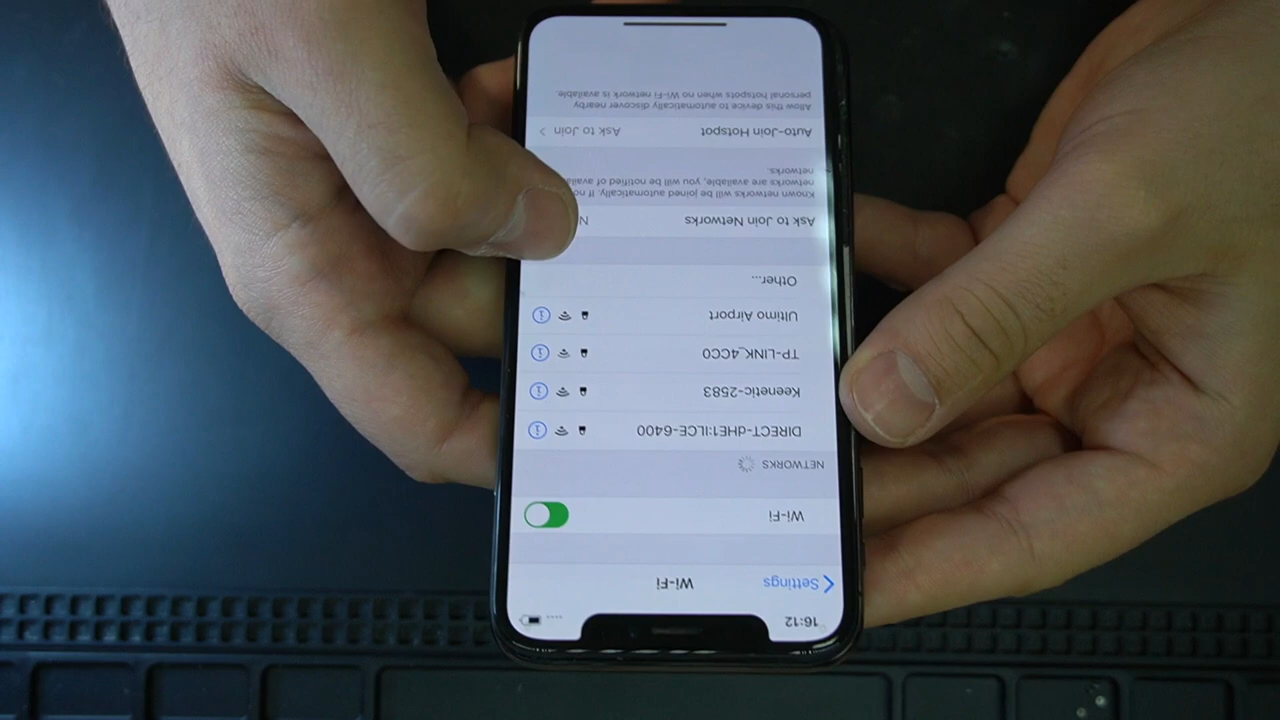 16:12
Settings
Wi-Fi
Wi-Fi
NETWORKS
DIRECT-dHE1:ILCE-6400
Keenetic-2583
TP-LINK_4CC0
Ultimo Airport
Other...
Ask to Join Networks N
Known networks will be joined automatically. If no
networks are available, you will be notified of availa
networks.
Auto-Join Hotspot Ask to Join
Allow this device to automatically discover nearby
personal hotspots when no Wi-Fi network is available.